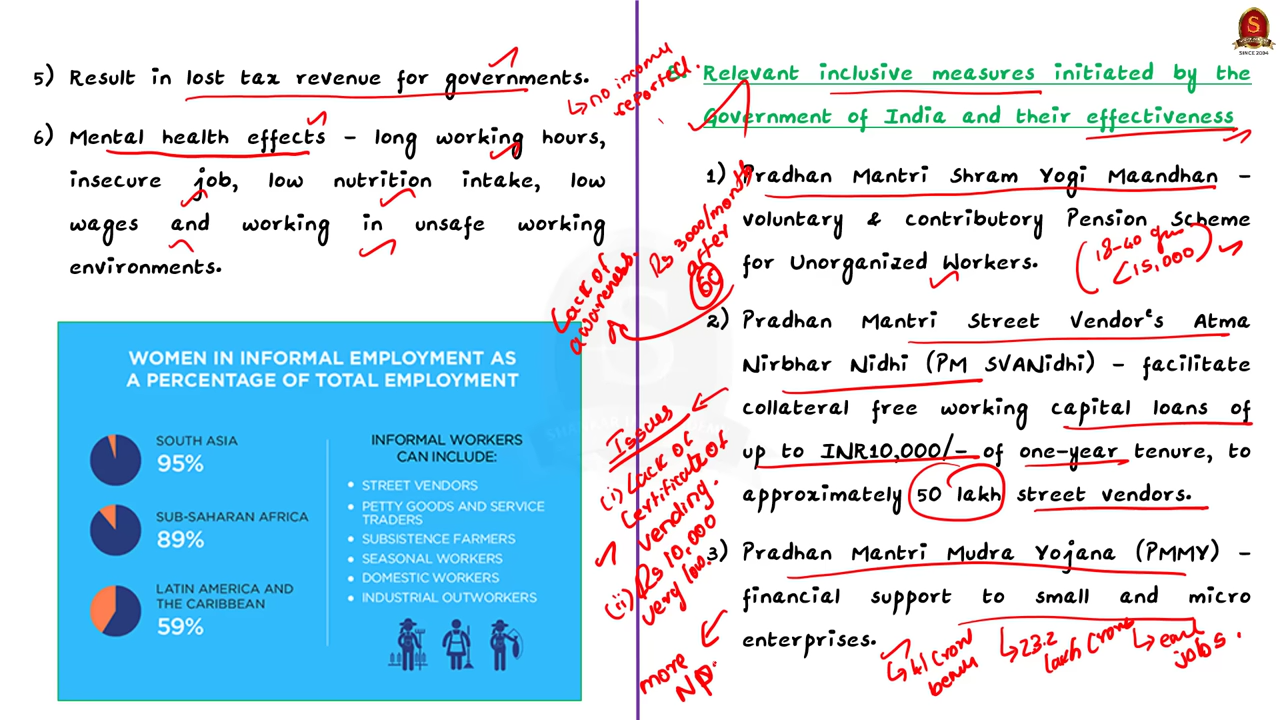 5) Result in lost tax revenue for governments.
↳ no income
reported.
6) Mental health effects – long working hours,
insecure job, low nutrition intake, low
wages and working in unsafe working
environments.
WOMEN IN INFORMAL EMPLOYMENT AS
A PERCENTAGE OF TOTAL EMPLOYMENT
SOUTH ASIA
95%
SUB-SAHARAN AFRICA
89%
LATIN AMERICA AND
THE CARIBBEAN
59%
INFORMAL WORKERS
CAN INCLUDE:
• STREET VENDORS
• PETTY GOODS AND SERVICE
TRADERS
• SUBSISTENCE FARMERS
• SEASONAL WORKERS
• DOMESTIC WORKERS
• INDUSTRIAL OUTWORKERS
SINCE 2004
Relevant inclusive measures initiated by the
Government of India and their effectiveness
1) Pradhan Mantri Shram Yogi Maandhan –
voluntary & contributory Pension Scheme
for Unorganized Workers.
(18-40
<15,000)
Rs 3000/month
after
60
Lack of
awareness.
2) Pradhan Mantri Street Vendor's Atma
Nirbhar Nidhi (PM SVANidhi) – facilitate
collateral free working capital loans of
up to INR10,000/- of one-year tenure, to
approximately 50 lakh street vendors.
Issues
(i) Lack of
Certificate of
vending.
(ii) Rs 10,000
very low.
3) Pradhan Mantri Mudra Yojana (PMMY) –
financial support to small and micro
enterprises.
↳ 41 crore
↳ 23.2
lakh crore
↳
jobs.
more